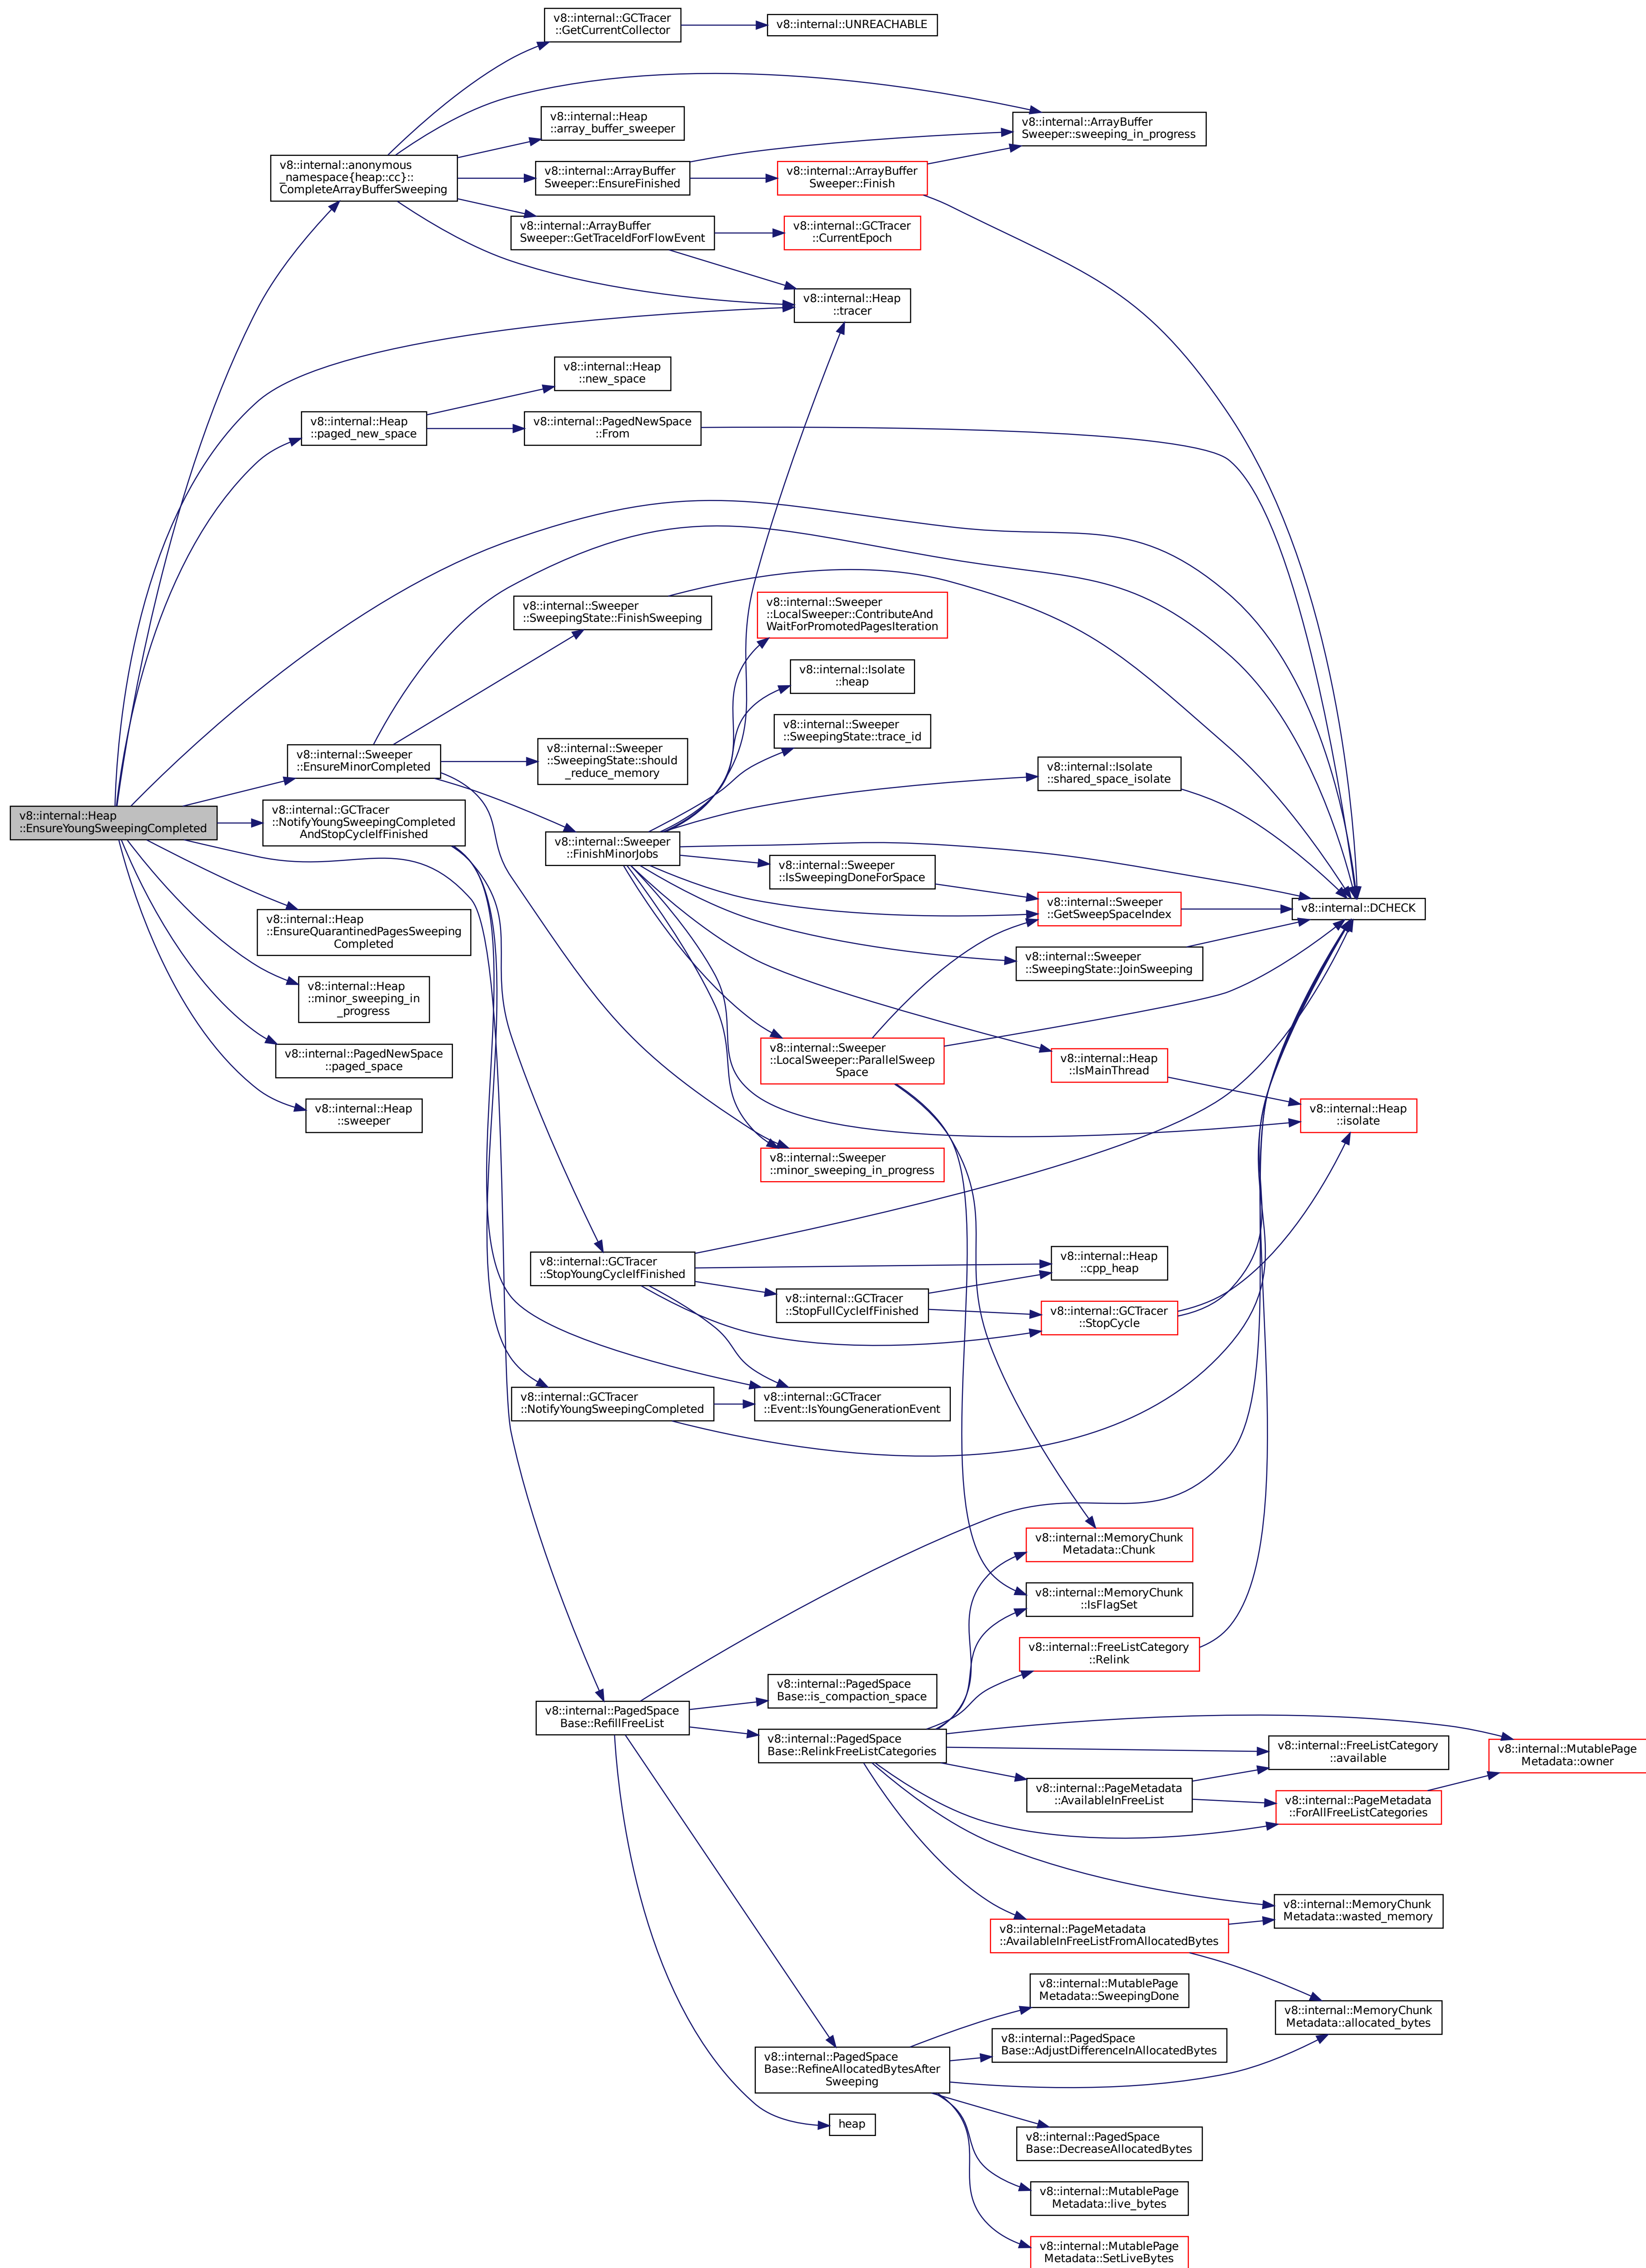 v8::internal::GCTracer
::GetCurrentCollector
v8::internal::UNREACHABLE
v8::internal::Heap
::array_buffer_sweeper
v8::internal::ArrayBuffer
Sweeper::sweeping_in_progress
v8::internal::anonymous
_namespace{heap::cc}::
CompleteArrayBufferSweeping
v8::internal::ArrayBuffer
Sweeper::EnsureFinished
v8::internal::ArrayBuffer
Sweeper::Finish
v8::internal::ArrayBuffer
Sweeper::GetTraceIdForFlowEvent
v8::internal::GCTracer
::CurrentEpoch
v8::internal::Heap
::tracer
v8::internal::Heap
::new_space
v8::internal::Heap
::paged_new_space
v8::internal::PagedNewSpace
::From
v8::internal::Sweeper
::SweepingState::FinishSweeping
v8::internal::Sweeper
::LocalSweeper::ContributeAnd
WaitForPromotedPagesIteration
v8::internal::Isolate
::heap
v8::internal::Sweeper
::SweepingState::trace_id
v8::internal::Sweeper
::EnsureMinorCompleted
v8::internal::Sweeper
::SweepingState::should
_reduce_memory
v8::internal::Isolate
::shared_space_isolate
v8::internal::Heap
::EnsureYoungSweepingCompleted
v8::internal::GCTracer
::NotifyYoungSweepingCompleted
AndStopCycleIfFinished
v8::internal::Sweeper
::FinishMinorJobs
v8::internal::Sweeper
::IsSweepingDoneForSpace
v8::internal::Sweeper
::GetSweepSpaceIndex
v8::internal::DCHECK
v8::internal::Heap
::EnsureQuarantinedPagesSweeping
Completed
v8::internal::Sweeper
::SweepingState::JoinSweeping
v8::internal::Heap
::minor_sweeping_in
_progress
v8::internal::PagedNewSpace
::paged_space
v8::internal::Sweeper
::LocalSweeper::ParallelSweep
Space
v8::internal::Heap
::IsMainThread
v8::internal::Heap
::sweeper
v8::internal::Heap
::isolate
v8::internal::Sweeper
::minor_sweeping_in_progress
v8::internal::GCTracer
::StopYoungCycleIfFinished
v8::internal::Heap
::cpp_heap
v8::internal::GCTracer
::StopFullCycleIfFinished
v8::internal::GCTracer
::StopCycle
v8::internal::GCTracer
::NotifyYoungSweepingCompleted
v8::internal::GCTracer
::Event::IsYoungGenerationEvent
v8::internal::MemoryChunk
Metadata::Chunk
v8::internal::MemoryChunk
::IsFlagSet
v8::internal::FreeListCategory
::Relink
v8::internal::PagedSpace
Base::is_compaction_space
v8::internal::PagedSpace
Base::RefillFreeList
v8::internal::PagedSpace
Base::RelinkFreeListCategories
v8::internal::FreeListCategory
::available
v8::internal::MutablePage
Metadata::owner
v8::internal::PageMetadata
::AvailableInFreeList
v8::internal::PageMetadata
::ForAllFreeListCategories
v8::internal::MemoryChunk
Metadata::wasted_memory
v8::internal::PageMetadata
::AvailableInFreeListFromAllocatedBytes
v8::internal::MutablePage
Metadata::SweepingDone
v8::internal::MemoryChunk
Metadata::allocated_bytes
v8::internal::PagedSpace
Base::AdjustDifferenceInAllocatedBytes
v8::internal::PagedSpace
Base::RefineAllocatedBytesAfter
Sweeping
heap
v8::internal::PagedSpace
Base::DecreaseAllocatedBytes
v8::internal::MutablePage
Metadata::live_bytes
v8::internal::MutablePage
Metadata::SetLiveBytes